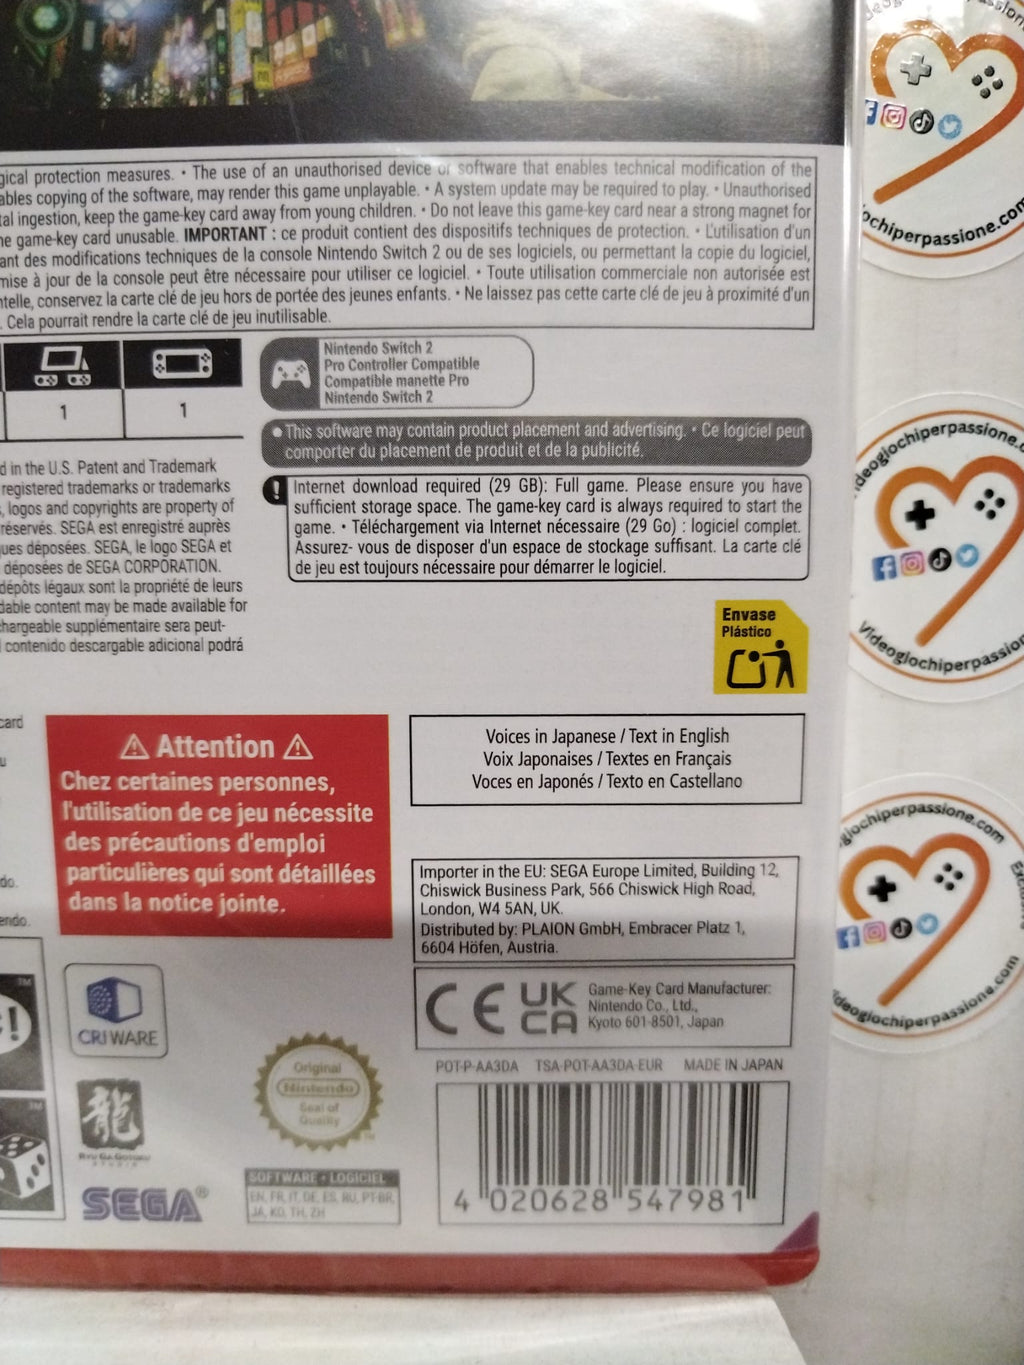 gical protection measures. • The use of an unauthorised device or software that enables technical modification of the
ables copying of the software, may render this game unplayable. • A system update may be required to play. • Unauthorised
tal ingestion, keep the game-key card away from young children. • Do not leave this game-key card near a strong magnet for
he game-key card unusable. IMPORTANT : ce produit contient des dispositifs techniques de protection. • L'utilisation d'un
ant des modifications techniques de la console Nintendo Switch 2 ou de ses logiciels, ou permettant la copie du logiciel,
mise à jour de la console peut être nécessaire pour utiliser ce logiciel. • Toute utilisation commerciale non autorisée est
ntelle, conservez la carte clé de jeu hors de portée des jeunes enfants. • Ne laissez pas cette carte clé de jeu à proximité d'un
. Cela pourrait rendre la carte clé de jeu inutilisable.
1
1
Nintendo Switch 2
Pro Controller Compatible
Compatible manette Pro
Nintendo Switch 2
• This software may contain product placement and advertising. • Ce logiciel peut
comporter du placement de produit et de la publicité.
d in the U.S. Patent and Trademark
registered trademarks or trademarks
, logos and copyrights are property of
réservés. SEGA est enregistré auprès
ues déposées. SEGA, le logo SEGA et
déposées de SEGA CORPORATION.
dépôts légaux sont la propriété de leurs
dable content may be made available for
hargeable supplémentaire sera peut-
l contenido descargable adicional podrá
! Internet download required (29 GB): Full game. Please ensure you have
sufficient storage space. The game-key card is always required to start the
game. • Téléchargement via Internet nécessaire (29 Go) : logiciel complet.
Assurez- vous de disposer d'un espace de stockage suffisant. La carte clé
de jeu est toujours nécessaire pour démarrer le logiciel.
Envase
Plástico
card
u
do.
endo.
⚠ Attention ⚠
Chez certaines personnes,
l'utilisation de ce jeu nécessite
des précautions d'emploi
particulières qui sont détaillées
dans la notice jointe.
Voices in Japanese / Text in English
Voix Japonaises / Textes en Français
Voces en Japonés / Texto en Castellano
Importer in the EU: SEGA Europe Limited, Building 12,
Chiswick Business Park, 566 Chiswick High Road,
London, W4 5AN, UK.
Distributed by: PLAION GmbH, Embracer Platz 1,
6604 Höfen, Austria.
CE UK CA
Game-Key Card Manufacturer:
Nintendo Co., Ltd.,
Kyoto 601-8501, Japan
TM
!
TM
CRIWARE
龍
RYU GA GOTOKU
STUDIO
SEGA®
Original
Nintendo
Seal of
Quality
TM
SOFTWARE • LOGICIEL
EN, FR, IT, DE, ES, RU, PT-BR,
JA, KO, TH, ZH
POT-P-AA3DA TSA-POT-AA3DA-EUR MADE IN JAPAN
4 020628 547981
ochiperpassione.com
ideogiochiperpassione.c
Videogiochiperpassion
giochiperpassione.com
deogiochiperpassione.com